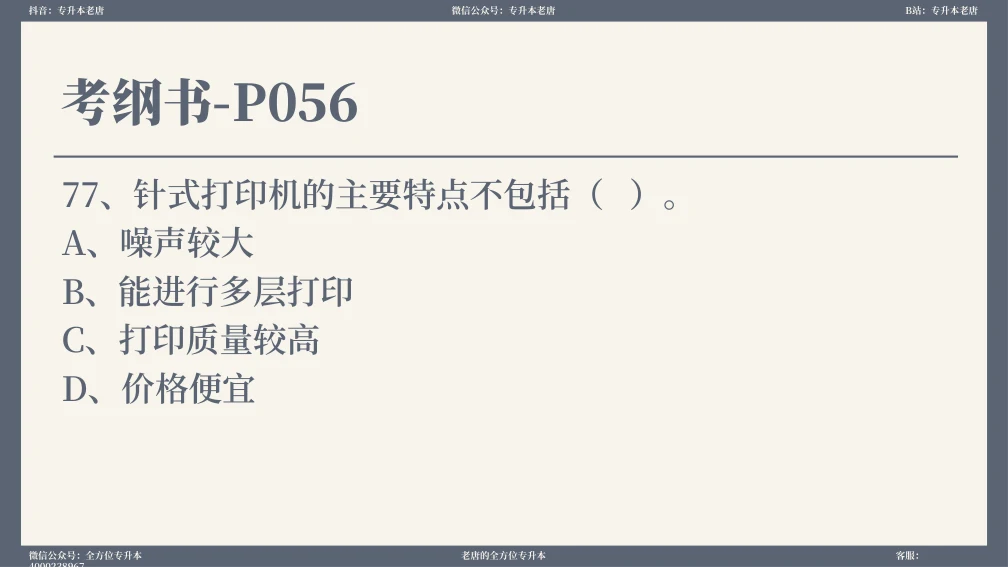 抖音：专升本老唐
微信公众号：专升本老唐
B站：专升本老唐
考纲书-P056
77、针式打印机的主要特点不包括（  ）。
A、噪声较大
B、能进行多层打印
C、打印质量较高
D、价格便宜
微信公众号：全方位专升本
老唐的全方位专升本
客服：
4000238967